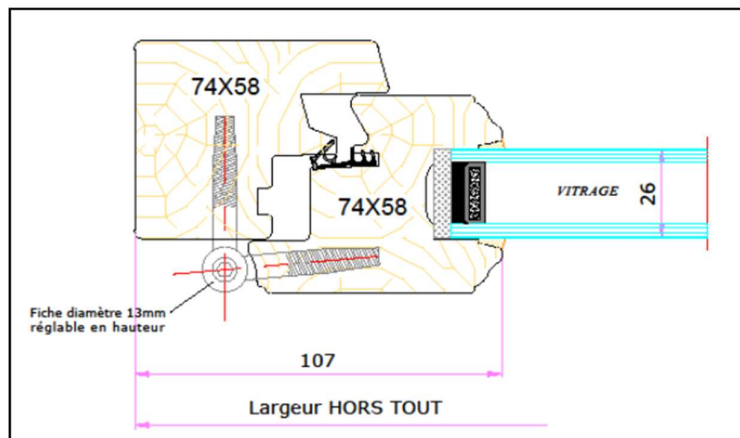 74X58
74X58
VITRAGE
26
Fiche diamètre 13mm
réglable en hauteur
107
Largeur HORS TOUT